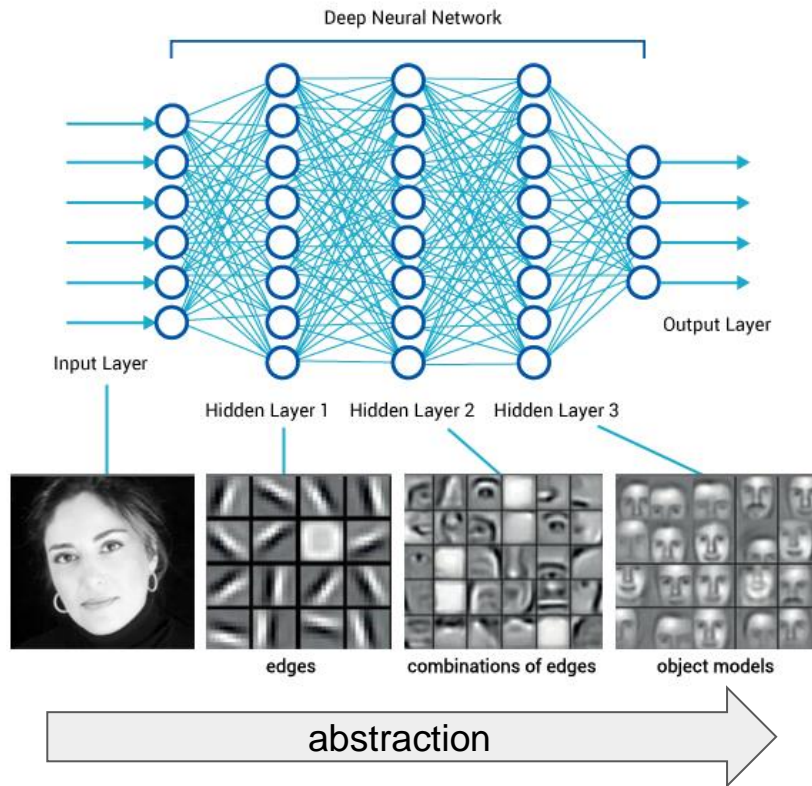 Deep Neural Network
Input Layer
Output Layer
Hidden Layer 1 Hidden Layer 2 Hidden Layer 3
edges combinations of edges object models
abstraction